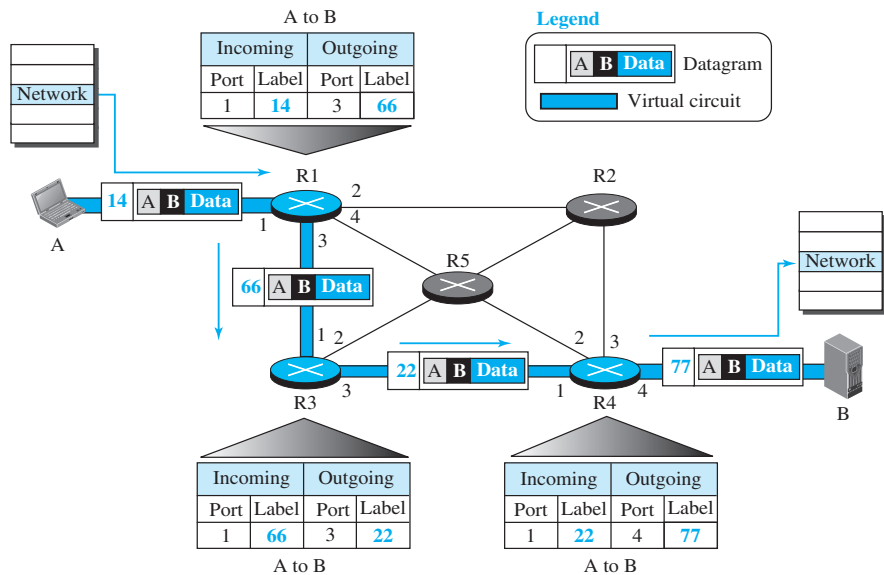 A to B
Incoming Outgoing
Port Label Port Label
1 14 3 66
Legend
A B Data Datagram
Virtual circuit
Network
R1
R2
14 A B Data
A
1
2
4
3
R5
Network
66 A B Data
1
2
3
R3
22 A B Data
2
3
1
4
R4
77 A B Data
B
Incoming Outgoing
Port Label Port Label
1 66 3 22
A to B
Incoming Outgoing
Port Label Port Label
1 22 4 77
A to B